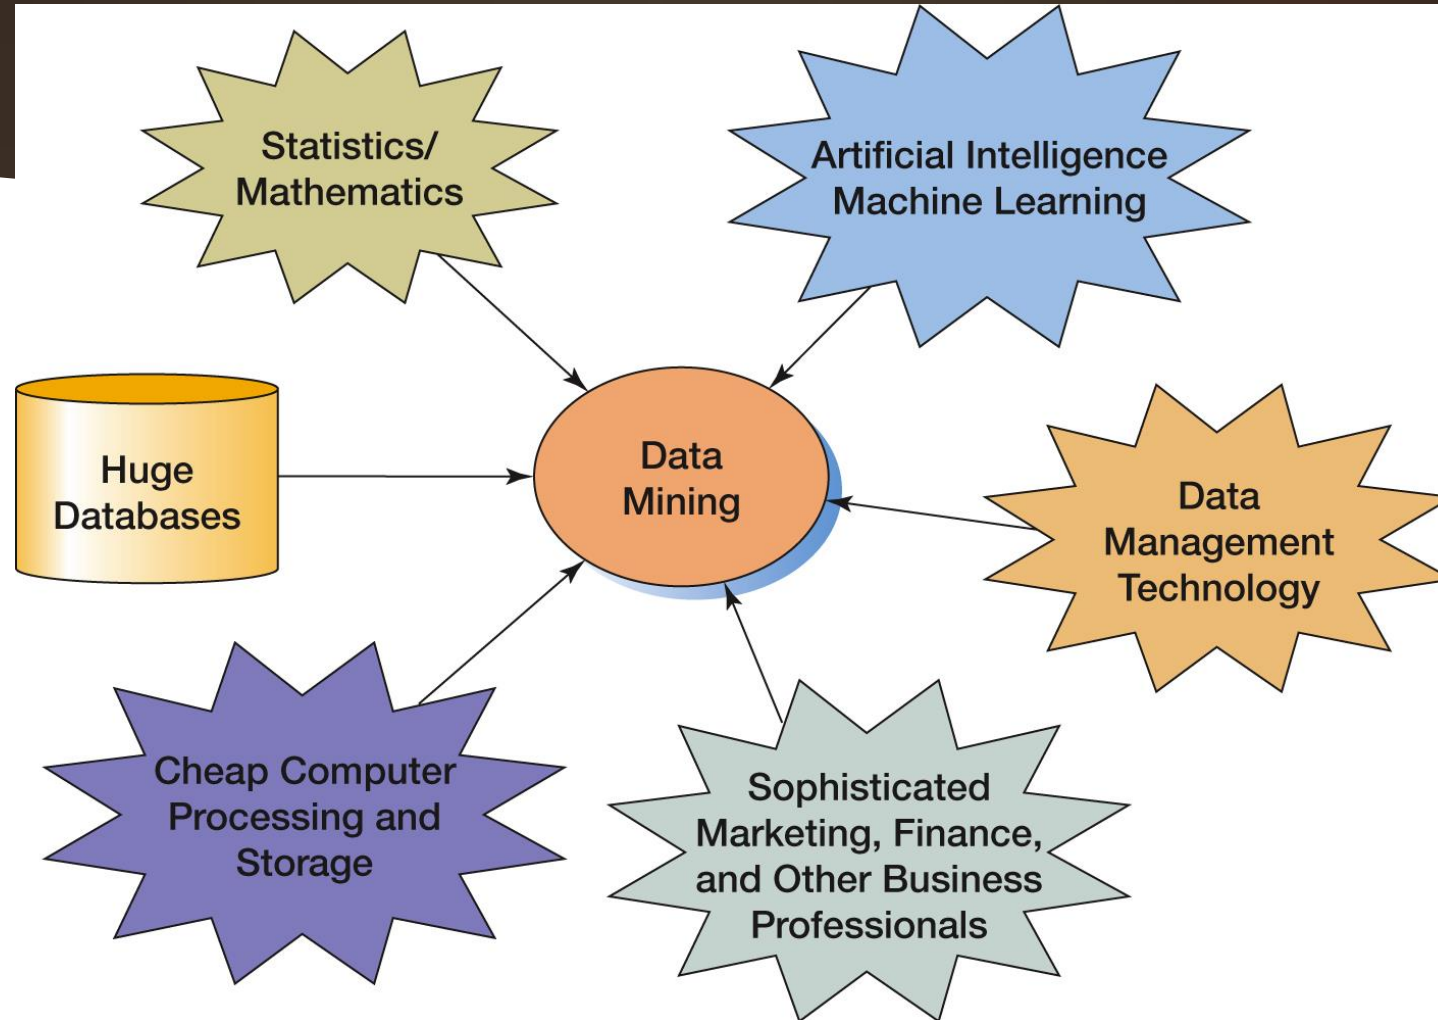 Statistics/
Mathematics
Artificial Intelligence
Machine Learning
Huge
Databases
Data
Mining
Data
Management
Technology
Cheap Computer
Processing and
Storage
Sophisticated
Marketing, Finance,
and Other Business
Professionals